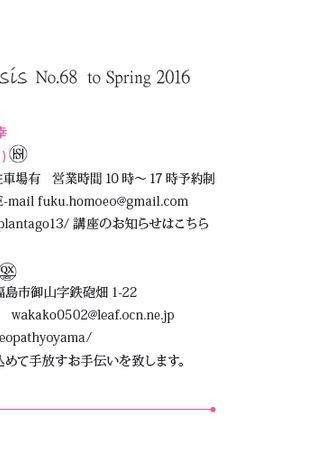 sis No.68 to Spring 2016
幸
)
車場有 営業時間 10 時〜 17 時予約制
E-mail fuku.homoeo@gmail.com
plantago13/ 講座のお知らせはこちら
QX
福島市御山字鉄砲畑 1-22
wakako0502@leaf.ocn.ne.jp
eopathyoyama/
込めて手放すお手伝いを致します。